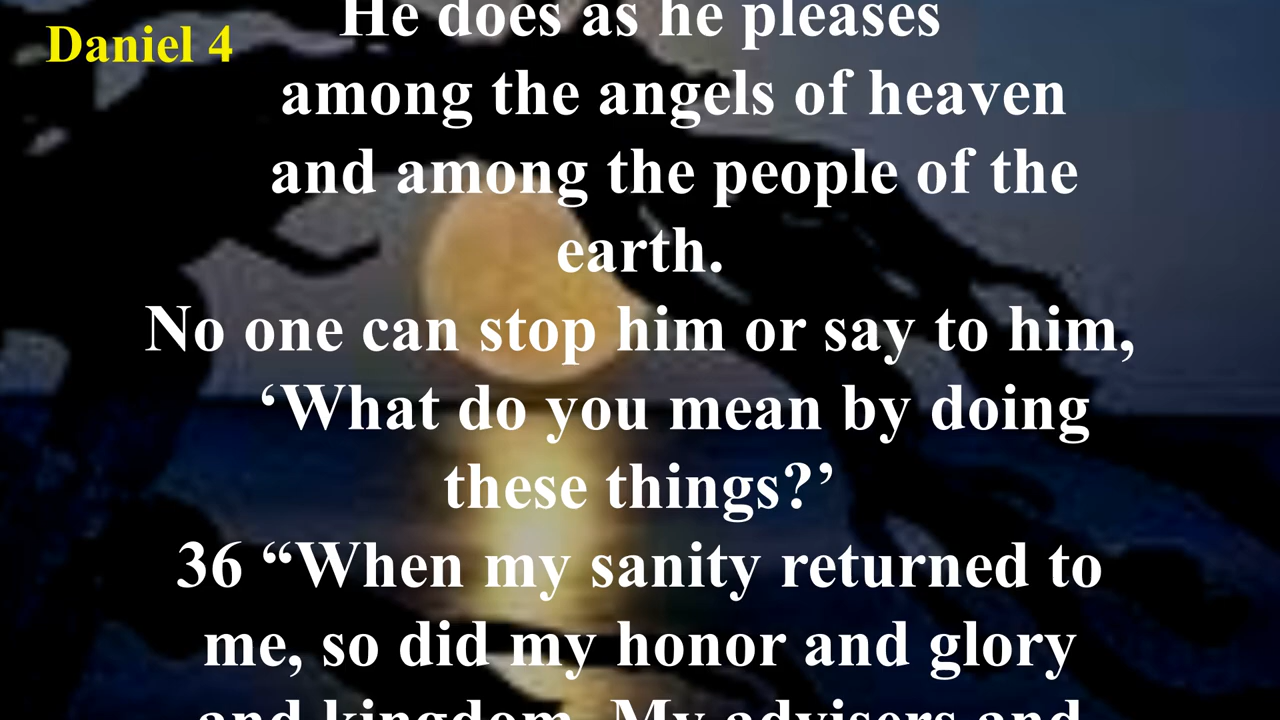 Daniel 4
He does as he pleases
among the angels of heaven
and among the people of the
earth.
No one can stop him or say to him,
‘What do you mean by doing
these things?’
36 “When my sanity returned to
me, so did my honor and glory
and kingdom. My advisers and